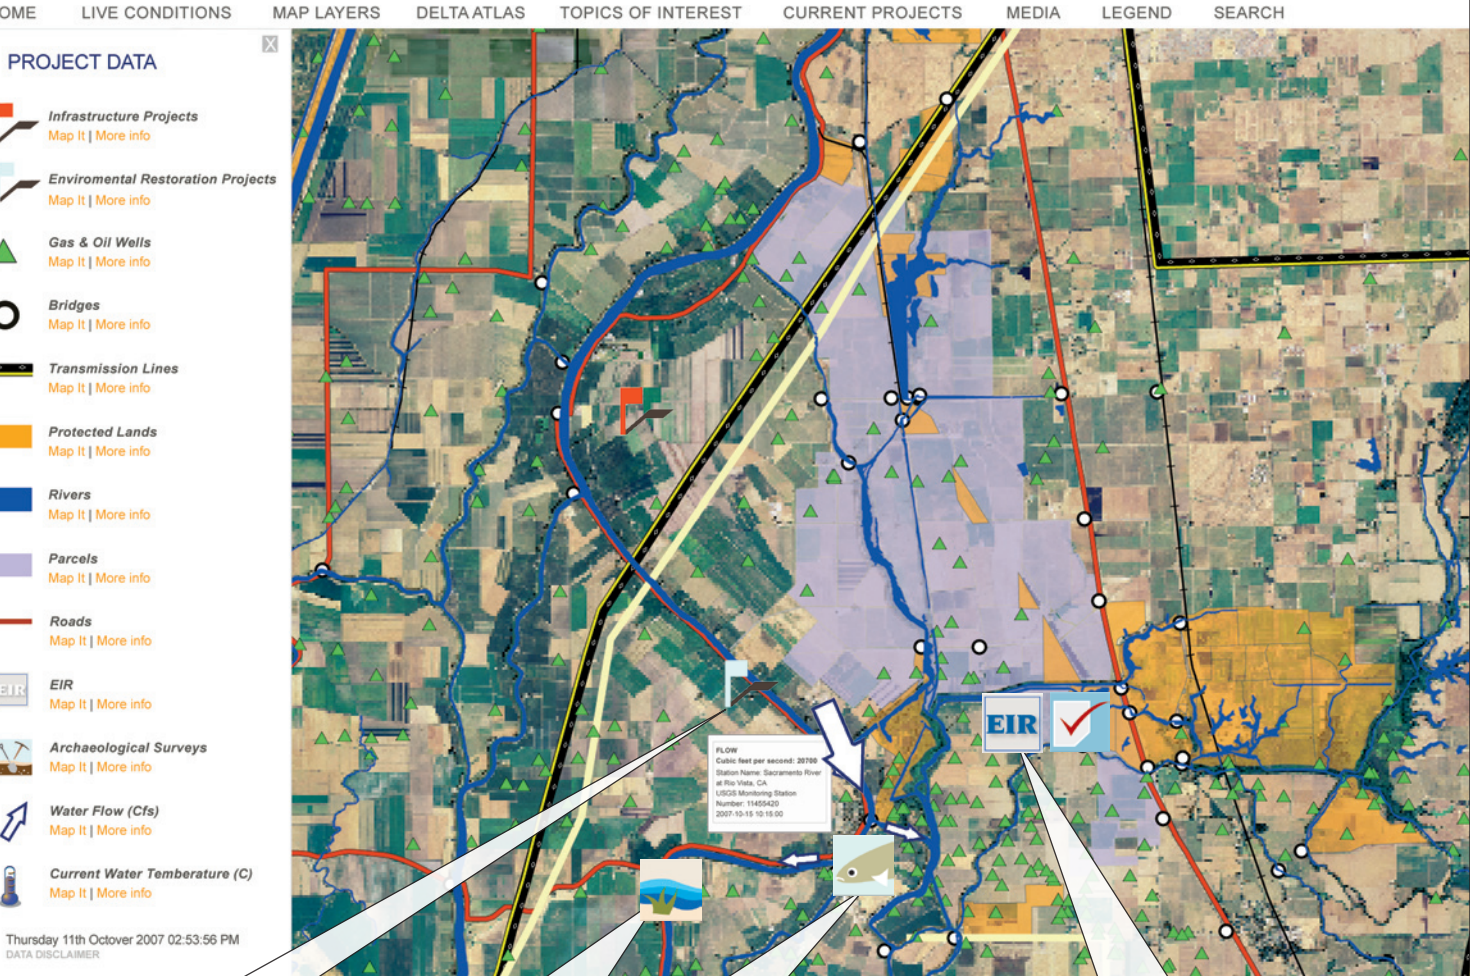 OME LIVE CONDITIONS MAP LAYERS DELTA ATLAS TOPICS OF INTEREST CURRENT PROJECTS MEDIA LEGEND SEARCH
X
PROJECT DATA
Infrastructure Projects
Map It | More info
Enviromental Restoration Projects
Map It | More info
Gas & Oil Wells
Map It | More info
Bridges
Map It | More info
Transmission Lines
Map It | More info
Protected Lands
Map It | More info
Rivers
Map It | More info
Parcels
Map It | More info
Roads
Map It | More info
EIR
EIR
Map It | More info
Archaeological Surveys
Map It | More info
Water Flow (Cfs)
Map It | More info
Current Water Temperature (C)
Map It | More info
Thursday 11th Octover 2007 02:53:56 PM
DATA DISCLAIMER
EIR
FLOW
Cubic feet per second: 20700
Station Name: Sacramento River
at Rio Vista, CA
USGS Monitoring Station
Number: 11455420
2007-10-15 10:15:00